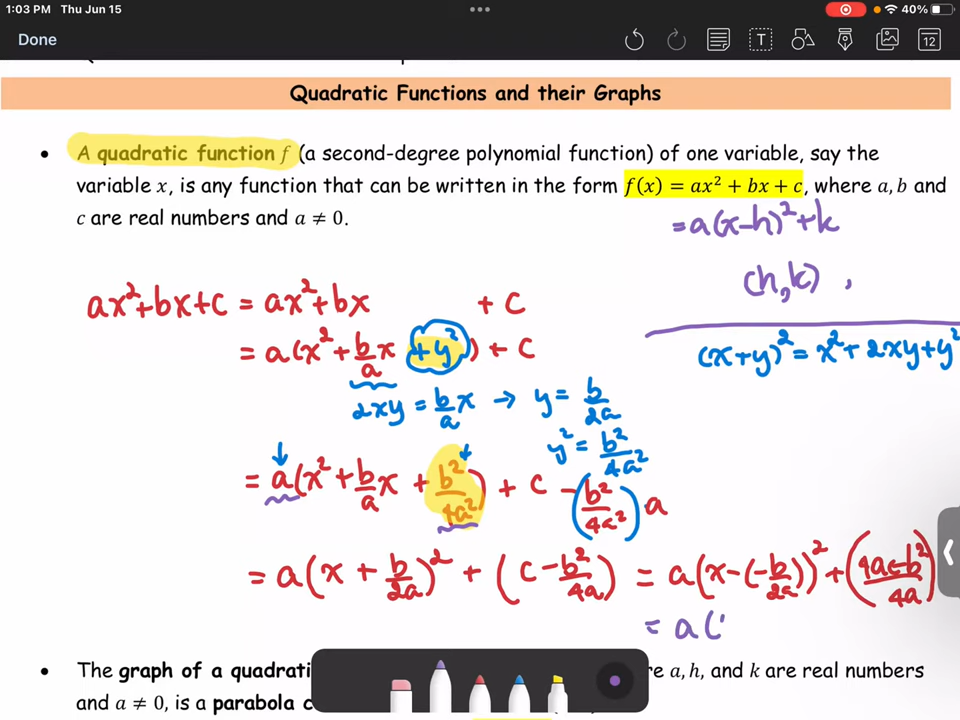 1:03 PM Thu Jun 15
40%
Done
T
12
Quadratic Functions and their Graphs
• A quadratic function f (a second-degree polynomial function) of one variable, say the
variable x, is any function that can be written in the form f(x) = ax² + bx + c, where a, b and
c are real numbers and a ≠ 0.
= a(x-h)² + k
(h,k) ,
(x+y)² = x² + 2xy + y²
ax²+bx+c = ax²+bx + c
= a(x² + b/a x + y²) + c
2xy = b/a x → y = b/2a
y² = b²/4a²
= a(x² + b/a x + b²/4a²) + c - (b²/4a²) a
= a(x + b/2a)² + (c - b²/4a) = a(x-(-b/2a))² + (4ac-b²/4a)
= a(
• The graph of a quadrati re a, h, and k are real numbers
and a ≠ 0, is a parabola c